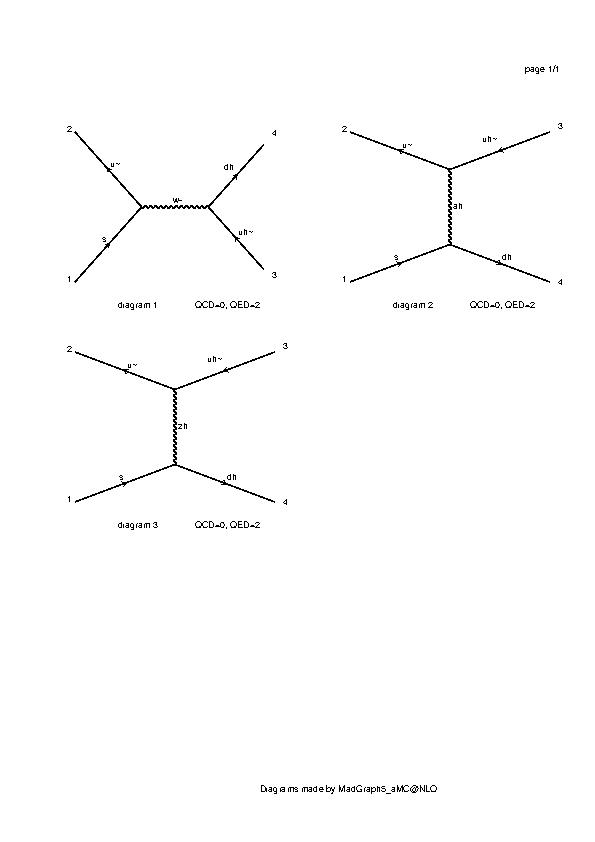 page 1/1
2
4
u~
dh
w-
s
uh~
1
3
diagram 1 QCD=0, QED=2
2
3
u~
uh~
ah
s
dh
1
4
diagram 2 QCD=0, QED=2
2
3
u~
uh~
zh
s
dh
1
4
diagram 3 QCD=0, QED=2
Diagrams made by MadGraph5_aMC@NLO